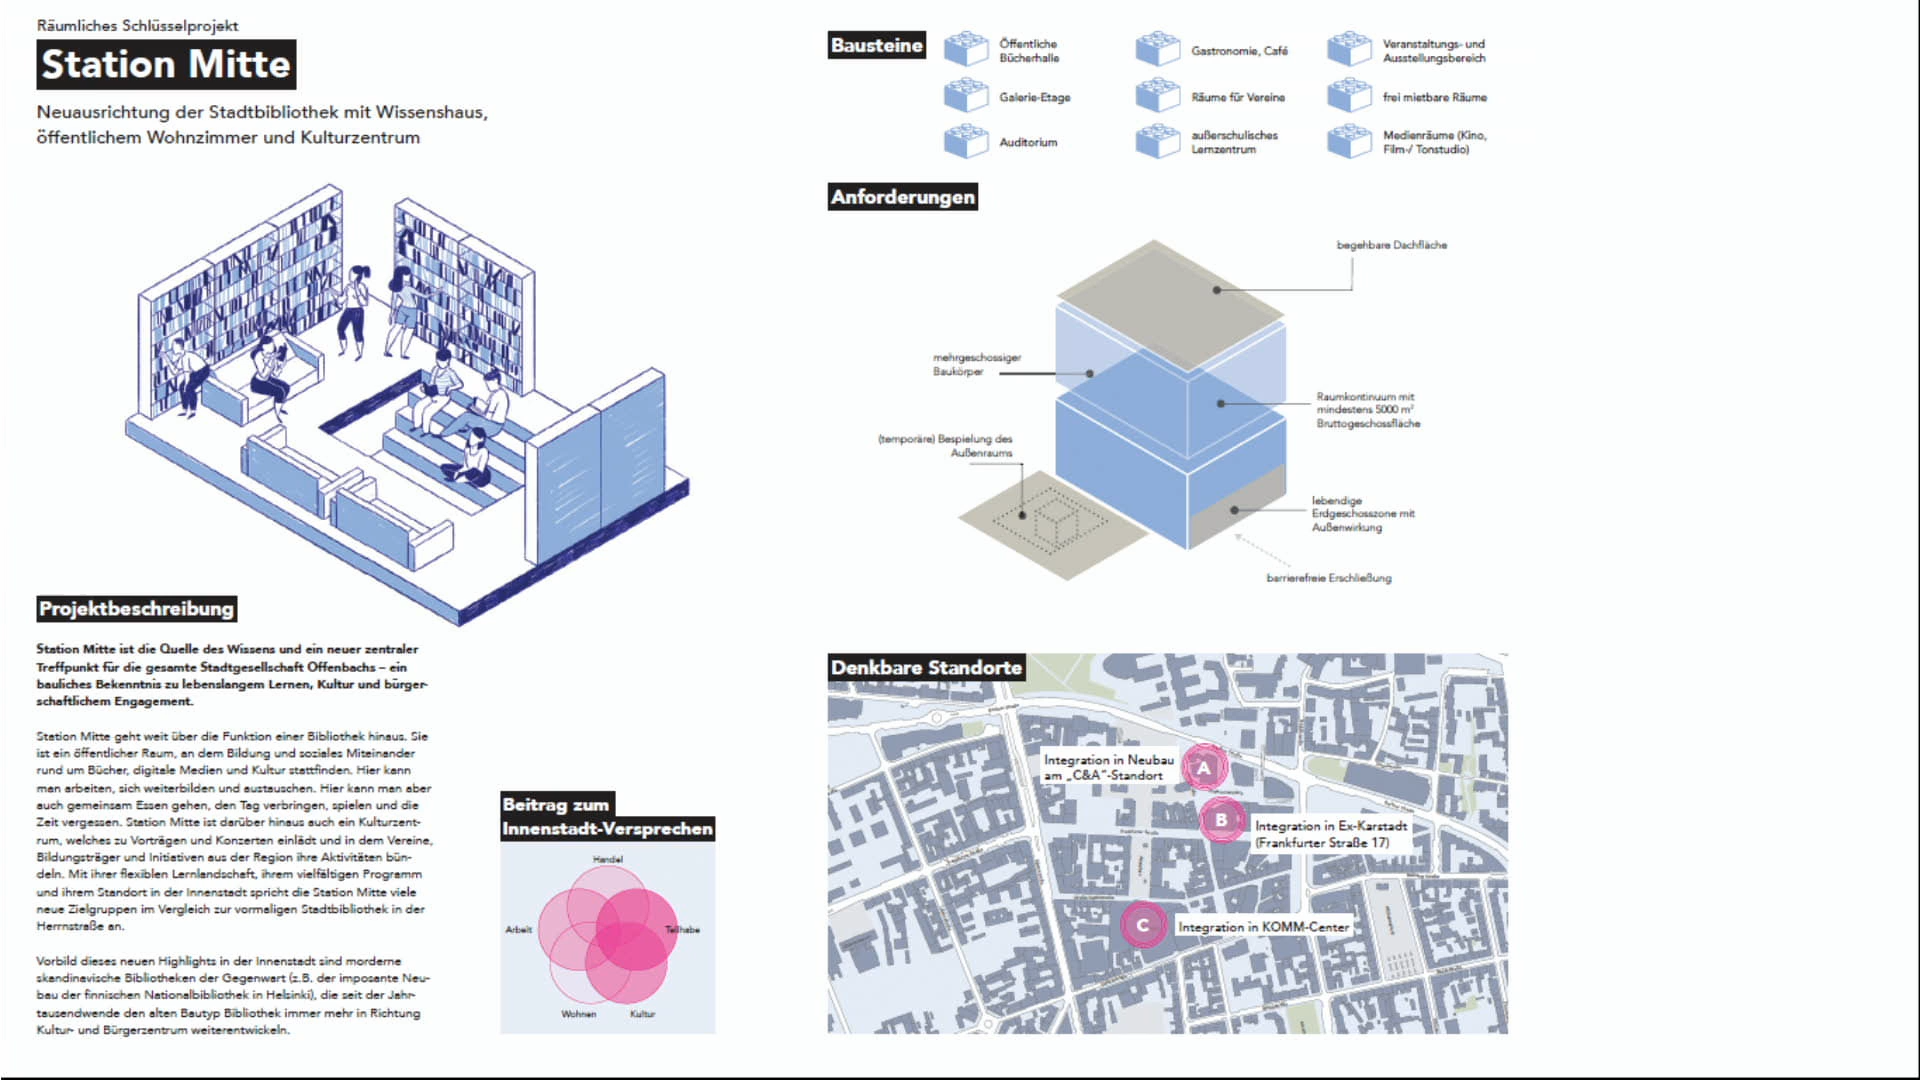 Räumliches Schlüsselprojekt
Station Mitte
Neuausrichtung der Stadtbibliothek mit Wissenshaus,
öffentlichem Wohnzimmer und Kulturzentrum
Projektbeschreibung
Station Mitte ist die Quelle des Wissens und ein neuer zentraler
Treffpunkt für die gesamte Stadtgesellschaft Offenbachs – ein
bauliches Bekenntnis zu lebenslangem Lernen, Kultur und bürger-
schaftlichem Engagement.
Station Mitte geht weit über die Funktion einer Bibliothek hinaus. Sie
ist ein öffentlicher Raum, an dem Bildung und soziales Miteinander
rund um Bücher, digitale Medien und Kultur stattfinden. Hier kann
man arbeiten, sich weiterbilden und austauschen. Hier kann man aber
auch gemeinsam Essen gehen, den Tag verbringen, spielen und die
Zeit vergessen. Station Mitte ist darüber hinaus auch ein Kulturzent-
rum, welches zu Vorträgen und Konzerten einlädt und in dem Vereine,
Bildungsträger und Initiativen aus der Region ihre Aktivitäten bün-
deln. Mit ihrer flexiblen Lernlandschaft, ihrem vielfältigen Programm
und ihrem Standort in der Innenstadt spricht die Station Mitte viele
neue Zielgruppen im Vergleich zur vormaligen Stadtbibliothek in der
Herrnstraße an.
Vorbild dieses neuen Highlights in der Innenstadt sind morderne
skandinavische Bibliotheken der Gegenwart (z.B. der imposante Neu-
bau der finnischen Nationalbibliothek in Helsinki), die seit der Jahr-
tausendwende den alten Bautyp Bibliothek immer mehr in Richtung
Kultur- und Bürgerzentrum weiterentwickeln.
Beitrag zum
Innenstadt-Versprechen
Handel
Arbeit
Teilhabe
Wohnen
Kultur
Bausteine
Öffentliche
Bücherhalle
Gastronomie, Café
Veranstaltungs- und
Ausstellungsbereich
Galerie-Etage
Räume für Vereine
frei mietbare Räume
Auditorium
außerschulisches
Lernzentrum
Medienräume (Kino,
Film-/ Tonstudio)
Anforderungen
begehbare Dachfläche
mehrgeschossiger
Baukörper
Raumkontinuum mit
mindestens 5000 m²
Bruttogeschossfläche
(temporäre) Bespielung des
Außenraums
lebendige
Erdgeschosszone mit
Außenwirkung
barrierefreie Erschließung
Denkbare Standorte
Integration in Neubau
am „C&A"-Standort
A
B
Integration in Ex-Karstadt
(Frankfurter Straße 17)
C
Integration in KOMM-Center